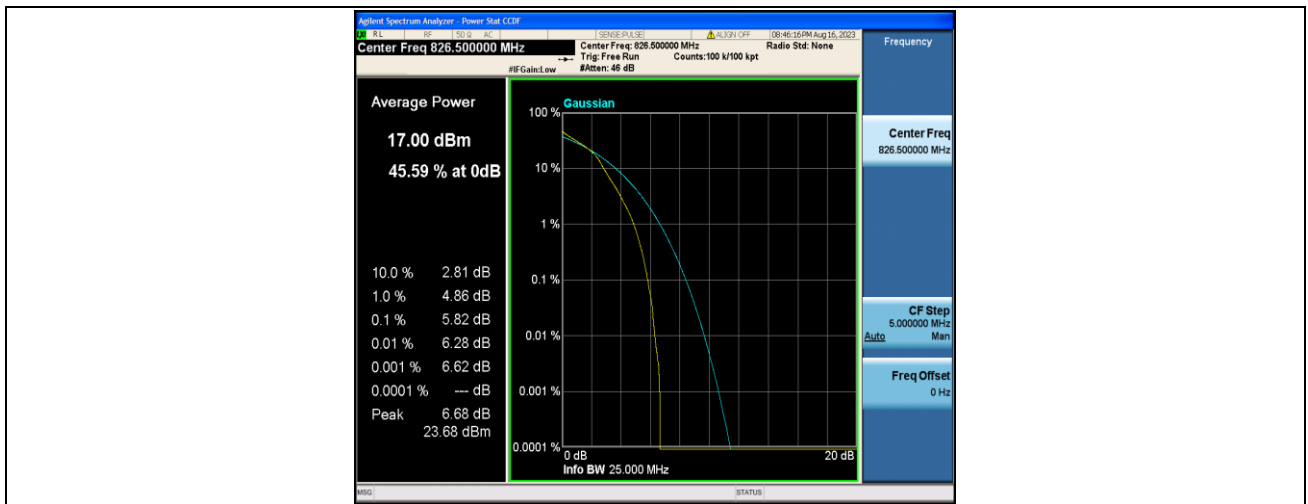 Agilent Spectrum Analyzer - Power Stat CCDF
RL RF 50 Ω AC SENSE:PULSE ALIGN OFF 08:46:16 PM Aug 16, 2023
Center Freq 826.500000 MHz
Center Freq: 826.500000 MHz Radio Std: None
Trig: Free Run Counts:100 k/100 kpt
#IFGain:Low #Atten: 46 dB
Frequency
Center Freq
826.500000 MHz
CF Step
5.000000 MHz
Auto Man
Freq Offset
0 Hz
Average Power
17.00 dBm
45.59 % at 0dB
10.0 % 2.81 dB
1.0 % 4.86 dB
0.1 % 5.82 dB
0.01 % 6.28 dB
0.001 % 6.62 dB
0.0001 % --- dB
Peak 6.68 dB
23.68 dBm
Gaussian
100 %
10 %
1 %
0.1 %
0.01 %
0.001 %
0.0001 %
0 dB 20 dB
Info BW 25.000 MHz
MSG STATUS